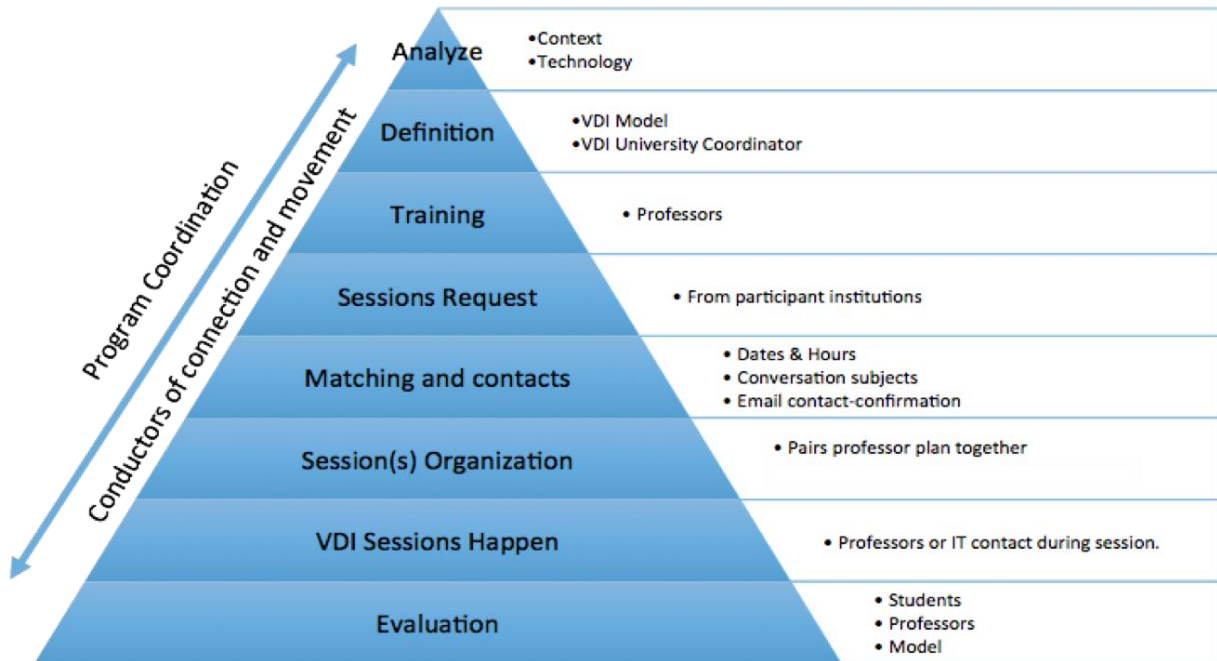 Program Coordination
Conductors of connection and movement
Analyze
•Context
•Technology
Definition
•VDI Model
•VDI University Coordinator
Training
• Professors
Sessions Request
• From participant institutions
Matching and contacts
• Dates & Hours
• Conversation subjects
• Email contact-confirmation
Session(s) Organization
• Pairs professor plan together
VDI Sessions Happen
• Professors or IT contact during session.
Evaluation
• Students
• Professors
• Model